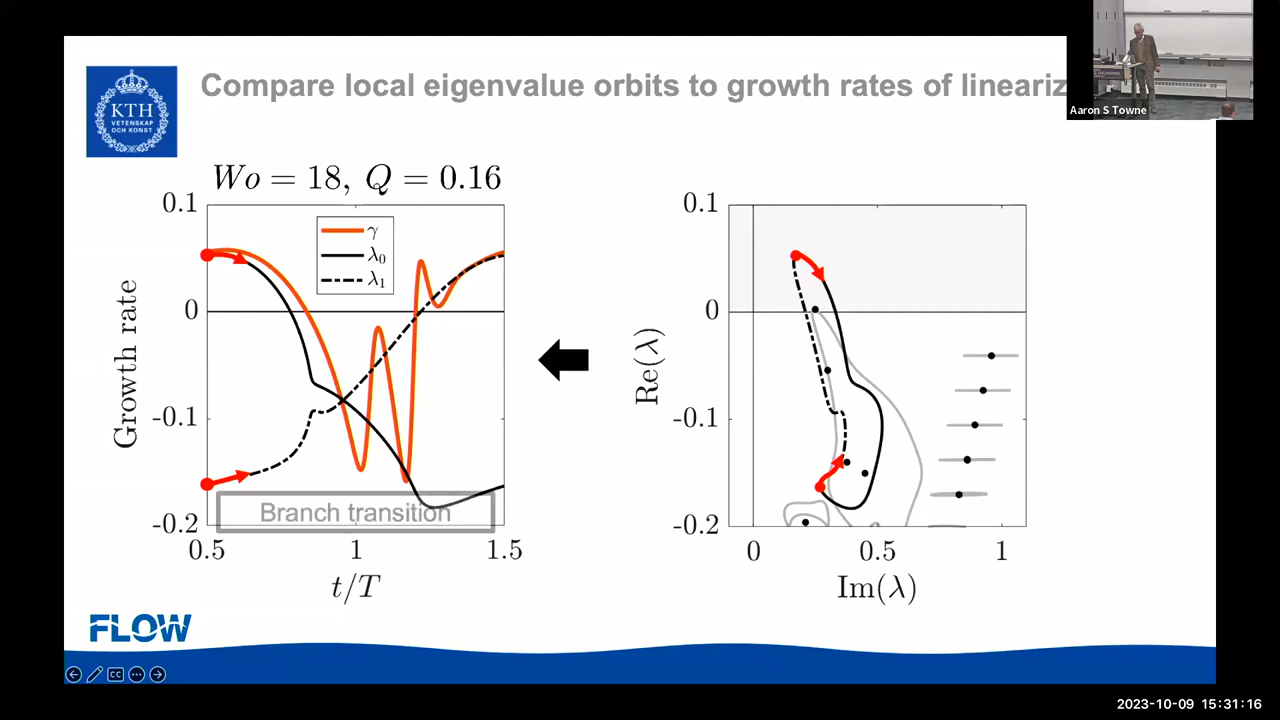 Compare local eigenvalue orbits to growth rates of lineariz
Aaron S Towne
KTH
VETENSKAP
OCH KONST
Wo = 18, Q = 0.16
0.1
0
-0.1
-0.2
Growth rate
γ
λ₀
λ₁
Branch transition
0.5
1
1.5
t/T
0.1
0
-0.1
-0.2
Re(λ)
0
0.5
1
Im(λ)
FLOW
CC
2023-10-09 15:31:16